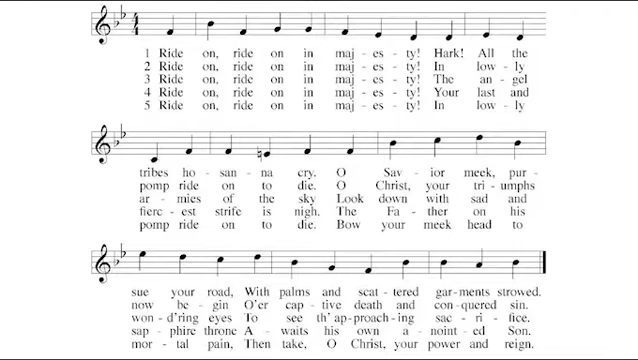 1 Ride on, ride on in maj - es - ty! Hark! All the
2 Ride on, ride on in maj - es - ty! In low - ly
3 Ride on, ride on in maj - es - ty! The an - gel
4 Ride on, ride on in maj - es - ty! Your last and
5 Ride on, ride on in maj - es - ty! In low - ly
tribes ho - san - na cry. O Sav - ior meek, pur-
pomp ride on to die. O Christ, your tri - umphs
ar - mies of the sky Look down with sad and
fierc - est strife is nigh. The Fa - ther on his
pomp ride on to die. Bow your meek head to
sue your road, With palms and scat - tered gar - ments strowed.
now be - gin O'er cap - tive death and con - quered sin.
won - d'ring eyes To see th' ap - proach - ing sac - ri - fice.
sap - phire throne A - waits his own a - noint - ed Son.
mor - tal pain, Then take, O Christ, your power and reign.